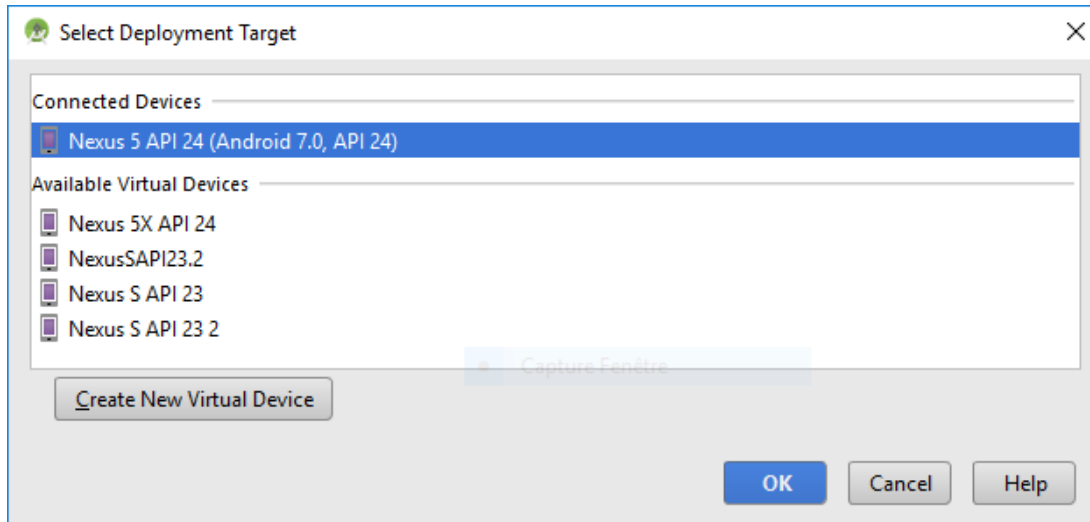 Select Deployment Target
Connected Devices
Nexus 5 API 24 (Android 7.0, API 24)
Available Virtual Devices
Nexus 5X API 24
NexusSAPI23.2
Nexus S API 23
Nexus S API 23 2
Capture Fenêtre
Create New Virtual Device
OK Cancel Help